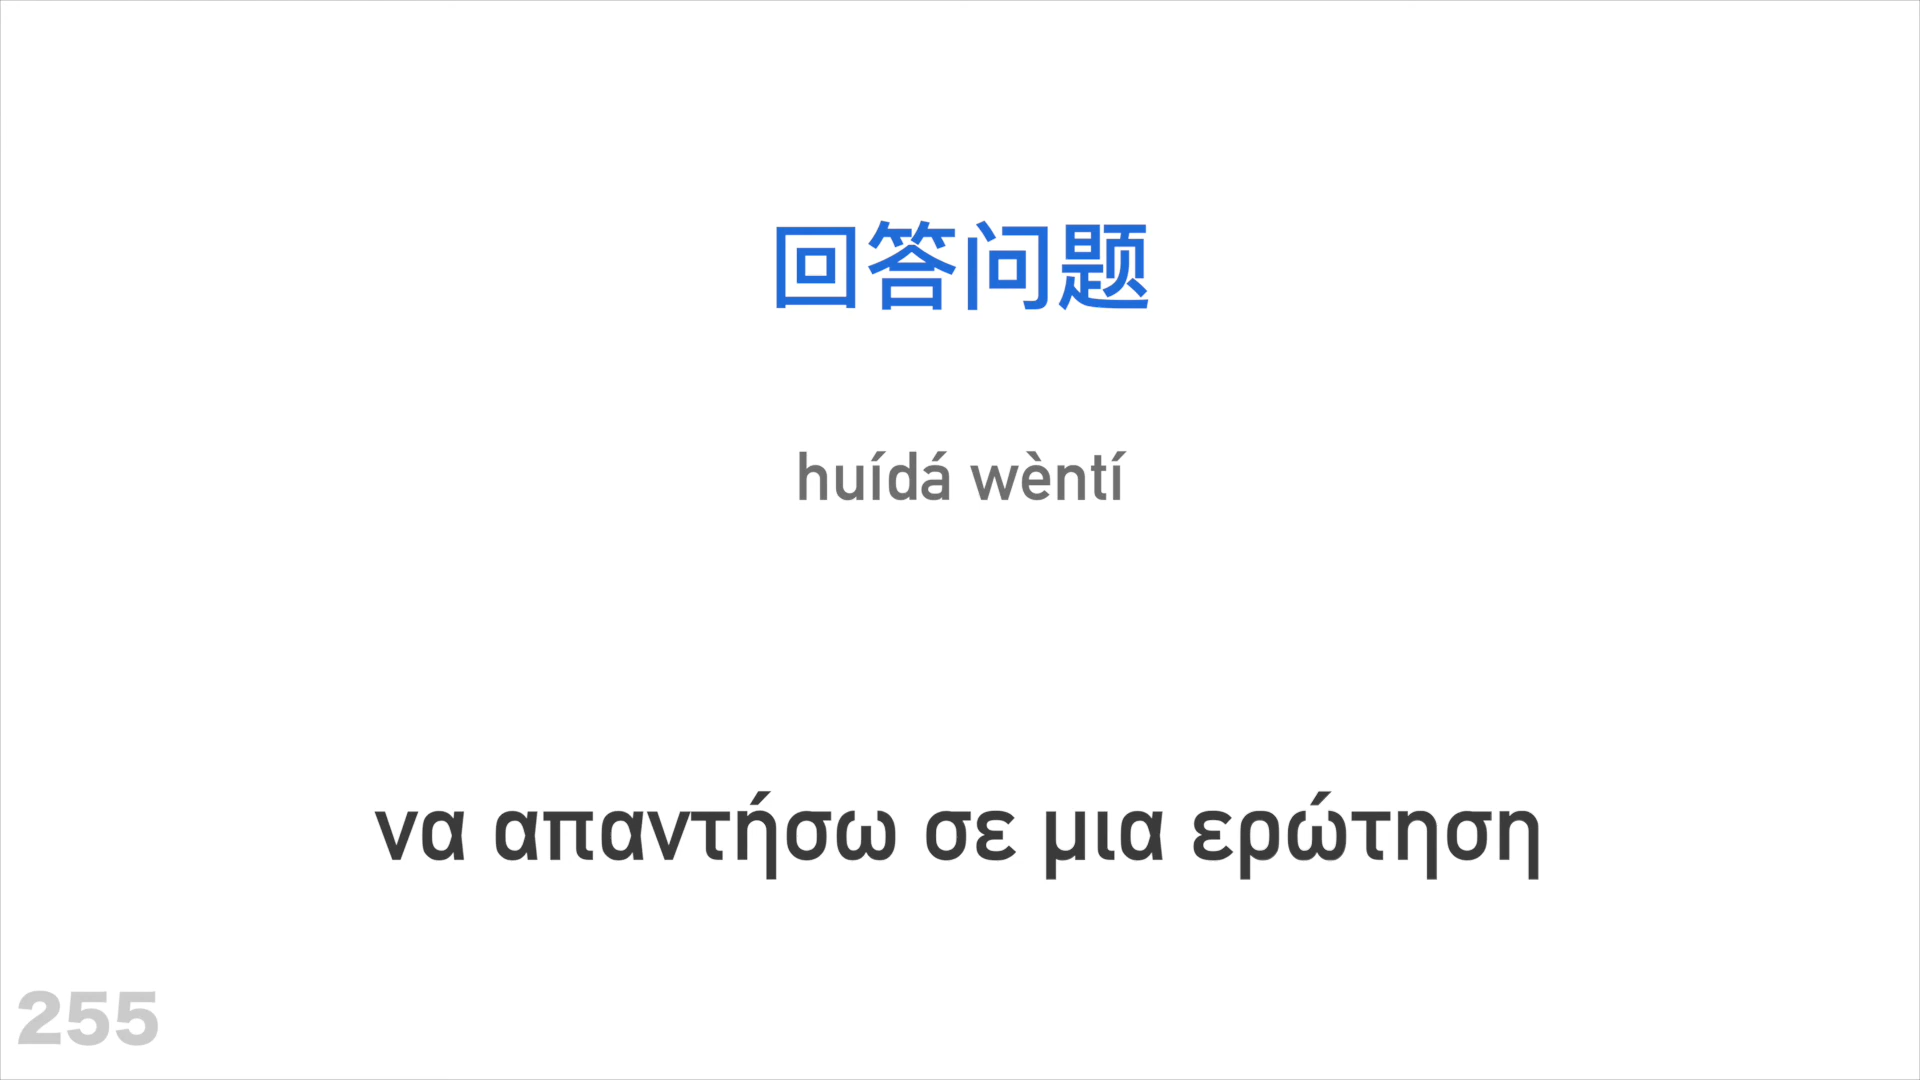 回答问题
huídá wèntí
να απαντήσω σε μια ερώτηση
255